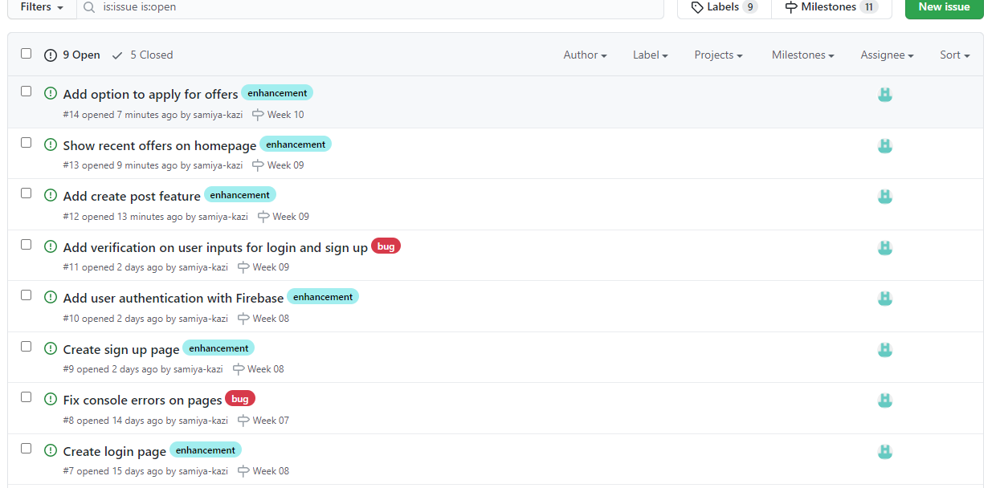 Filters is:issue is:open Labels 9 Milestones 11 New issue
9 Open 5 Closed Author Label Projects Milestones Assignee Sort
Add option to apply for offers enhancement
#14 opened 7 minutes ago by samiya-kazi Week 10
Show recent offers on homepage enhancement
#13 opened 9 minutes ago by samiya-kazi Week 09
Add create post feature enhancement
#12 opened 13 minutes ago by samiya-kazi Week 09
Add verification on user inputs for login and sign up bug
#11 opened 2 days ago by samiya-kazi Week 09
Add user authentication with Firebase enhancement
#10 opened 2 days ago by samiya-kazi Week 08
Create sign up page enhancement
#9 opened 2 days ago by samiya-kazi Week 08
Fix console errors on pages bug
#8 opened 14 days ago by samiya-kazi Week 07
Create login page enhancement
#7 opened 15 days ago by samiya-kazi Week 08